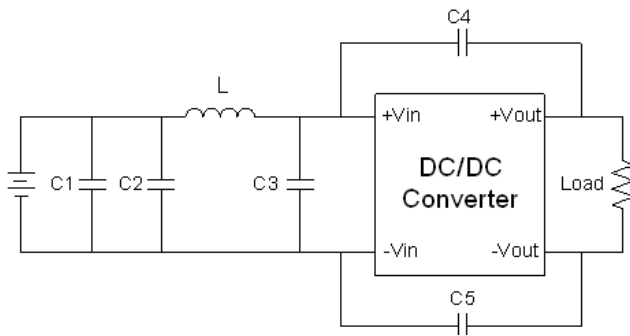 C4
L
+Vin
+Vout
C1
C2
C3
DC/DC
Converter
Load
-Vin
-Vout
C5